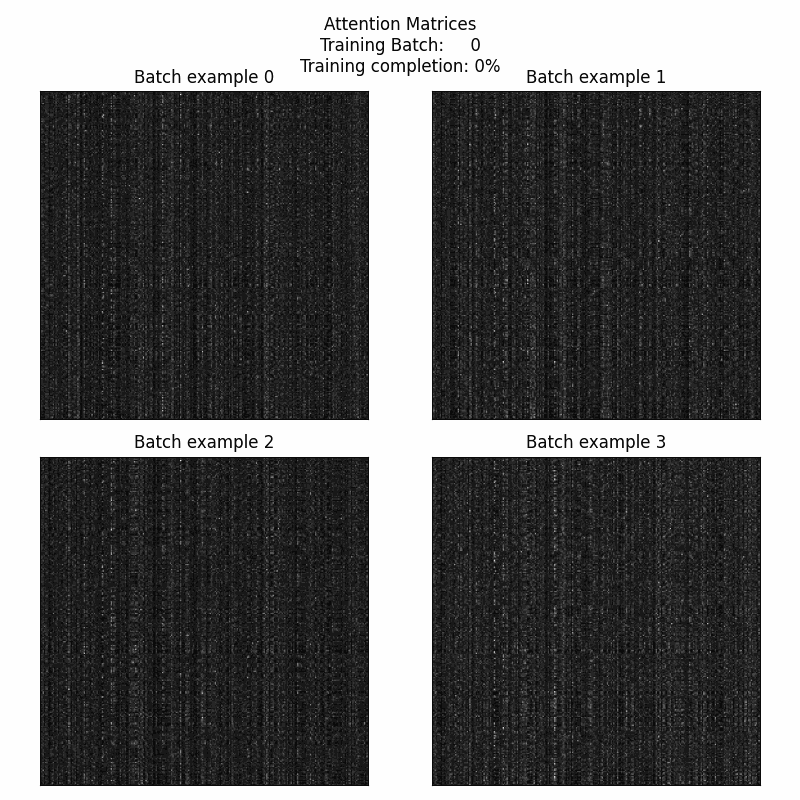 Attention Matrices
Training Batch:     0
Training completion: 0%
Batch example 0
Batch example 1
Batch example 2
Batch example 3